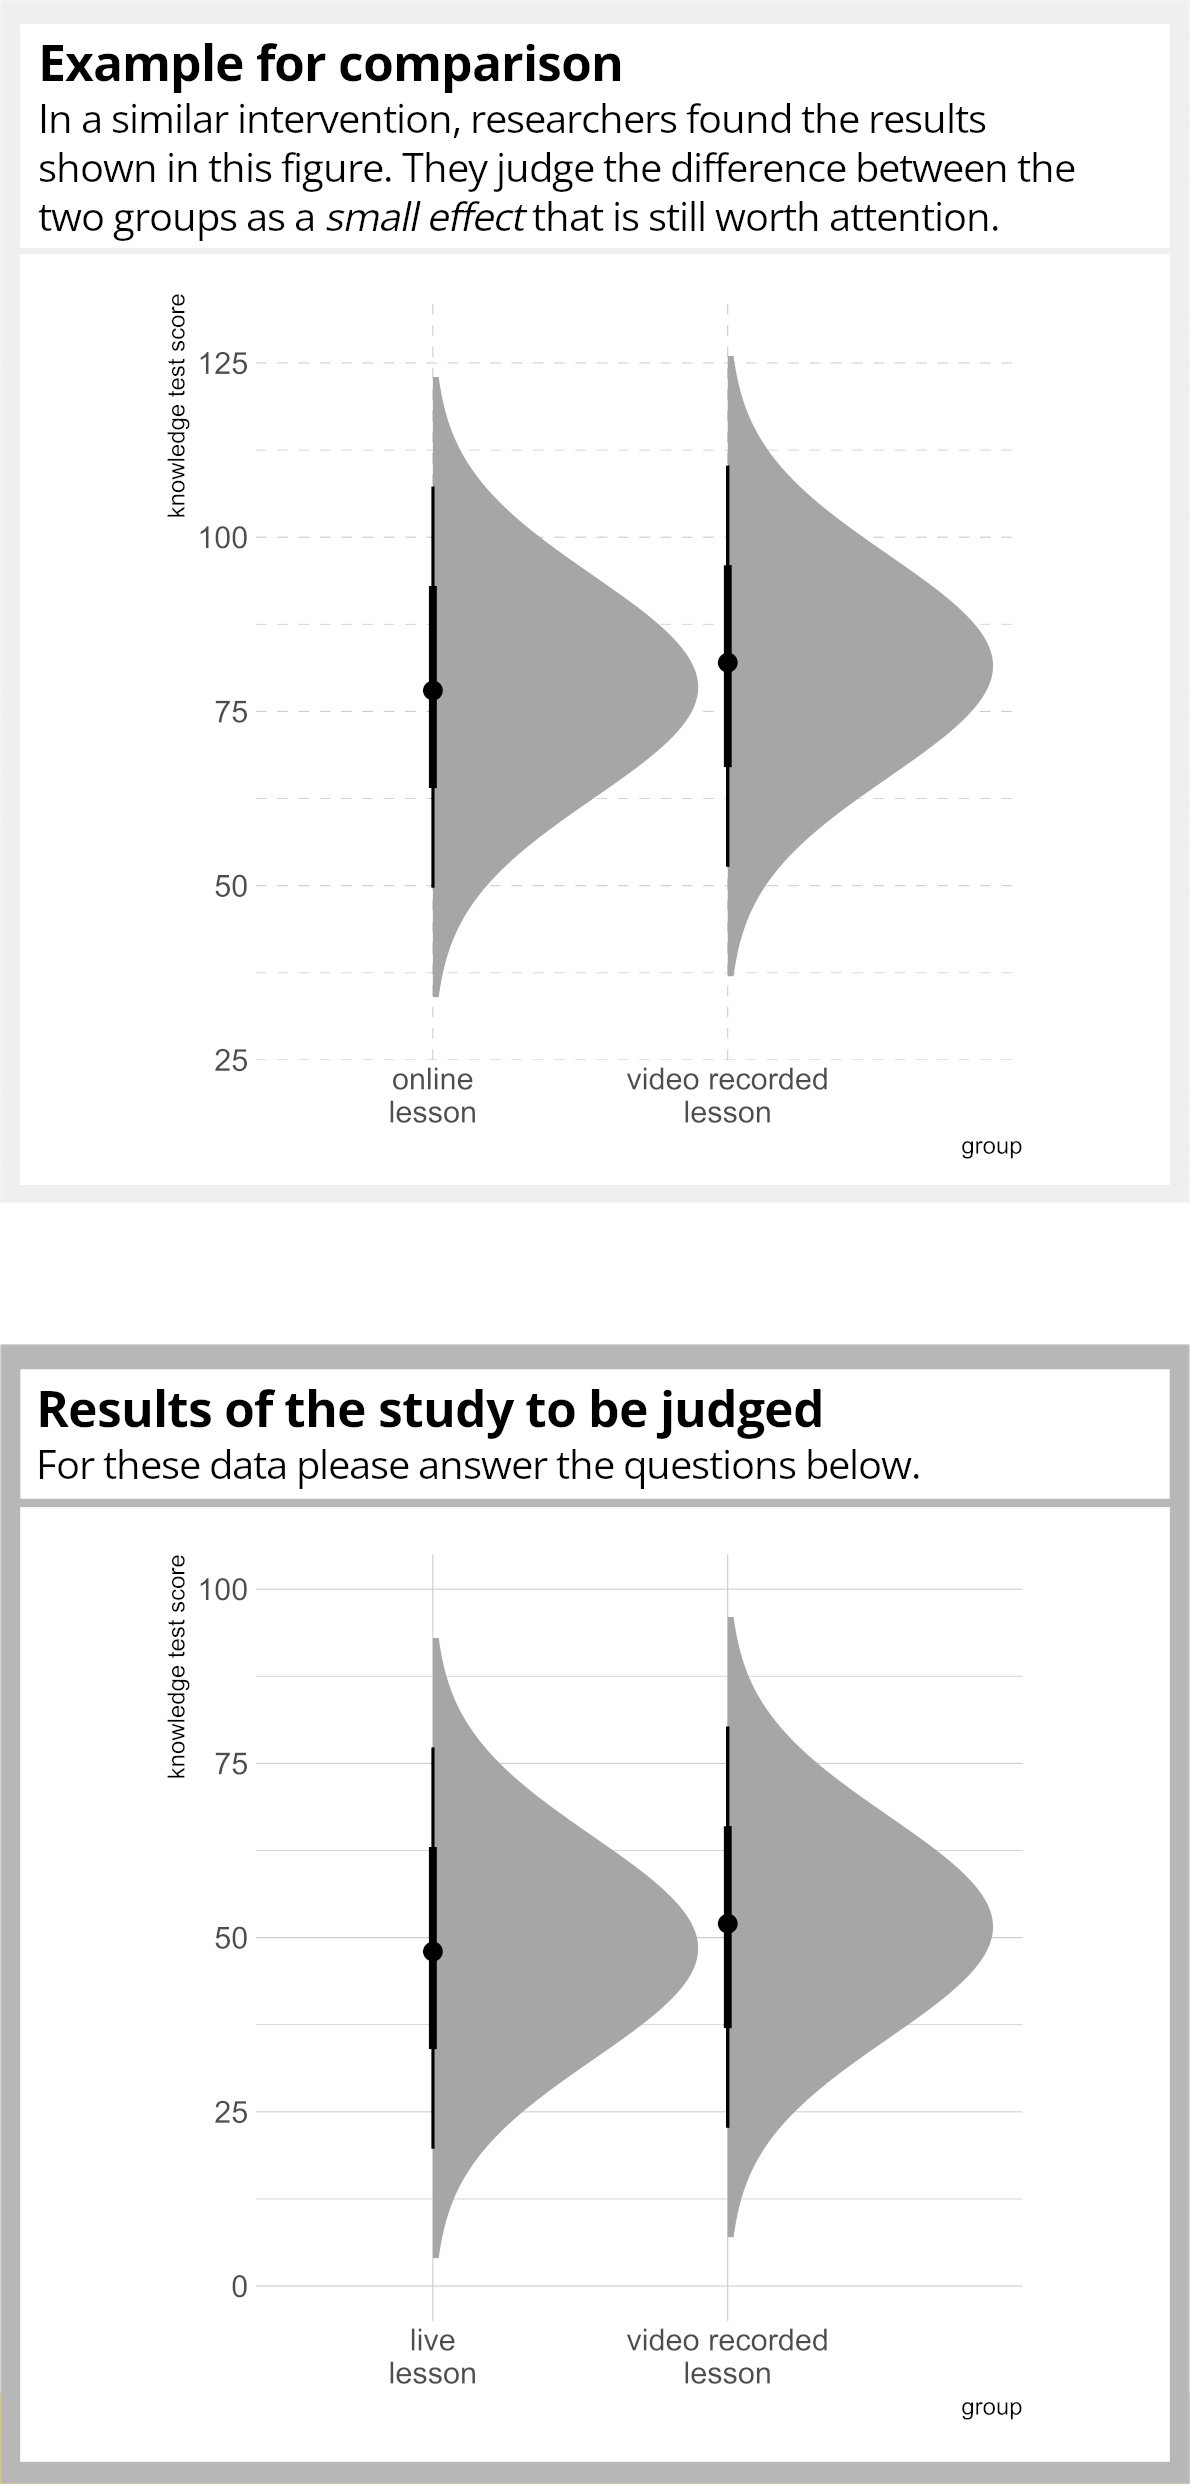 Example for comparison
In a similar intervention, researchers found the results
shown in this figure. They judge the difference between the
two groups as a small effect that is still worth attention.
knowledge test score
125
100
75
50
25
online
lesson
video recorded
lesson
group
Results of the study to be judged
For these data please answer the questions below.
knowledge test score
100
75
50
25
0
live
lesson
video recorded
lesson
group